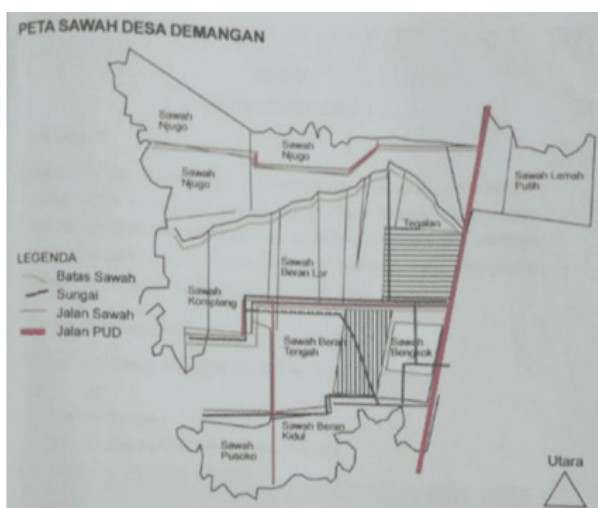 PETA SAWAH DESA DEMANGAN
Sawah
Njugo
Sawah
Njugo
Sawah
Njugo
Sawah Lemah
Putih
Tegalan
LEGENDA
Batas Sawah
Sungai
Jalan Sawah
Jalan PUD
Sawah
Beran Lor
Sawah
Komplang
Sawah Beran
Tengah
Sawah
Bengkok
Sawah Beran
Kidul
Sawah
Pusoko
Utara